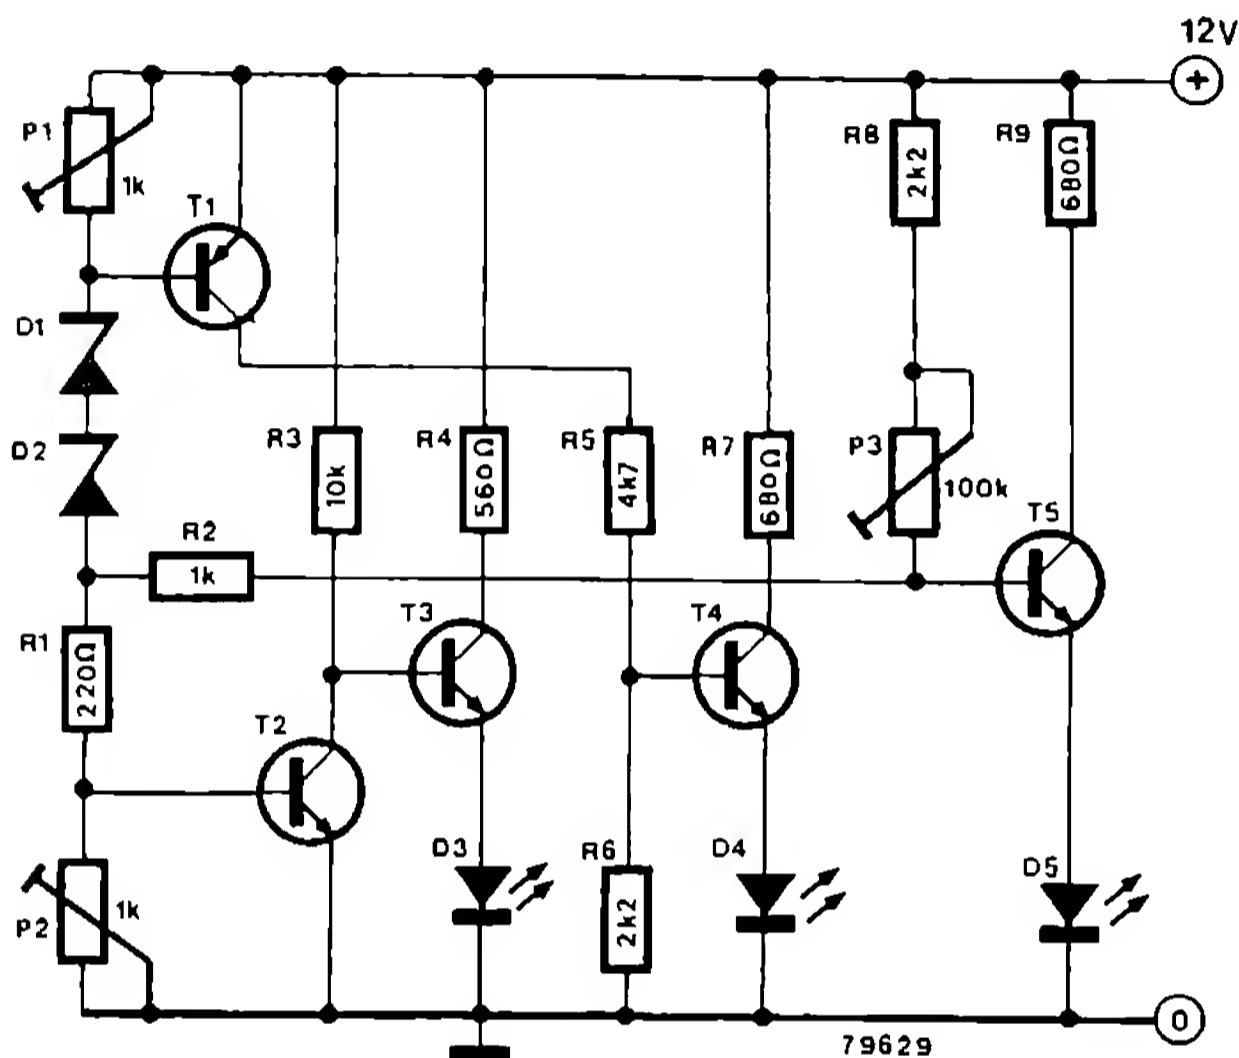 12V
+
P1
1k
T1
R8
2k2
R9
680Ω
D1
D2
R3
10k
R4
560Ω
R5
4k7
R7
680Ω
P3
100k
T5
R2
1k
R1
220Ω
T3
T4
T2
D3
R6
2k2
D4
D5
P2
1k
79629
0